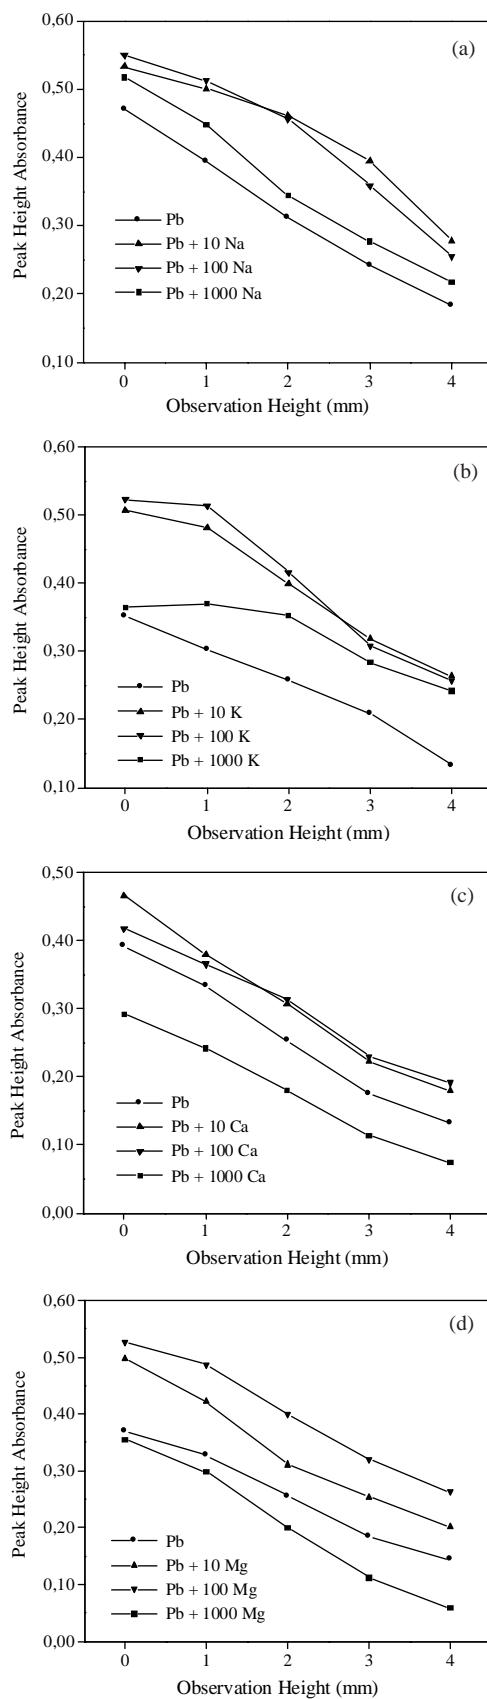 (a)
0,60
0,50
0,40
0,30
0,20
0,10
Peak Height Absorbance
Pb
Pb + 10 Na
Pb + 100 Na
Pb + 1000 Na
0 1 2 3 4
Observation Height (mm)
(b)
0,60
0,50
0,40
0,30
0,20
0,10
Peak Height Absorbance
Pb
Pb + 10 K
Pb + 100 K
Pb + 1000 K
0 1 2 3 4
Observation Height (mm)
(c)
0,50
0,40
0,30
0,20
0,10
0,00
Peak Height Absorbance
Pb
Pb + 10 Ca
Pb + 100 Ca
Pb + 1000 Ca
0 1 2 3 4
Observation Height (mm)
(d)
0,60
0,50
0,40
0,30
0,20
0,10
0,00
Peak Height Absorbance
Pb
Pb + 10 Mg
Pb + 100 Mg
Pb + 1000 Mg
0 1 2 3 4
Observation Height (mm)